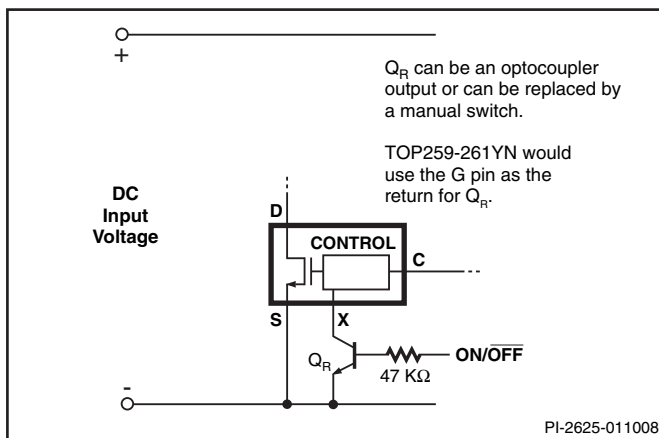 +
Q_R can be an optocoupler
output or can be replaced by
a manual switch.
TOP259-261YN would
use the G pin as the
return for Q_R.
DC
Input
Voltage
D
CONTROL
C
S
X
Q_R
47 KΩ
ON/O̅F̅F̅
-
PI-2625-011008